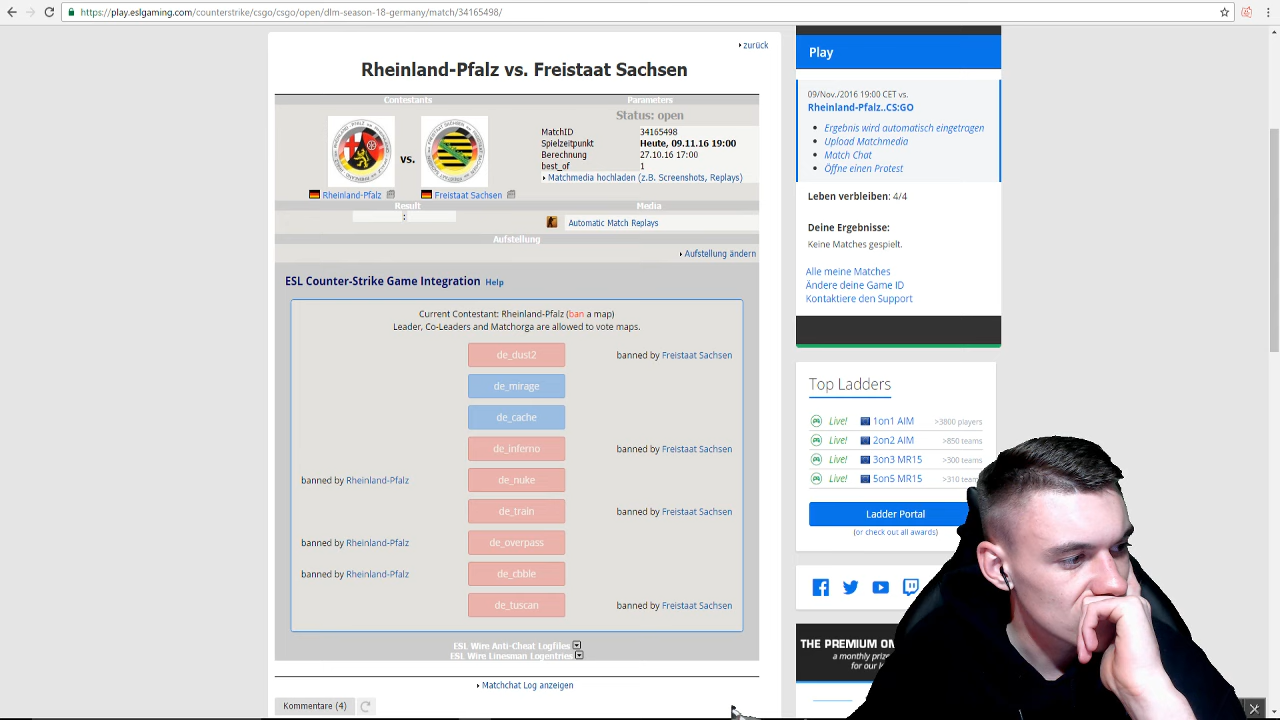 https://play.eslgaming.com/counterstrike/csgo/csgo/open/dlm-season-18-germany/match/34165498/
zurück
Rheinland-Pfalz vs. Freistaat Sachsen
Contestants
Parameters
Status: open
vs.
MatchID 34165498
Spielzeitpunkt Heute, 09.11.16 19:00
Berechnung 27.10.16 17:00
best_of 1
Matchmedia hochladen (z.B. Screenshots, Replays)
Rheinland-Pfalz Freistaat Sachsen
Result
:
Media
Automatic Match Replays
Aufstellung
Aufstellung ändern
ESL Counter-Strike Game Integration Help
Current Contestant: Rheinland-Pfalz (ban a map)
Leader, Co-Leaders and Matchorga are allowed to vote maps.
de_dust2 banned by Freistaat Sachsen
de_mirage
de_cache
de_inferno banned by Freistaat Sachsen
banned by Rheinland-Pfalz de_nuke
de_train banned by Freistaat Sachsen
banned by Rheinland-Pfalz de_overpass
banned by Rheinland-Pfalz de_cbble
de_tuscan banned by Freistaat Sachsen
ESL Wire Anti-Cheat Logfiles
ESL Wire Linesman Logentries
Matchchat Log anzeigen
Kommentare (4)
Play
09/Nov./2016 19:00 CET vs.
Rheinland-Pfalz..CS:GO
Ergebnis wird automatisch eingetragen
Upload Matchmedia
Match Chat
Öffne einen Protest
Leben verbleiben: 4/4
Deine Ergebnisse:
Keine Matches gespielt.
Alle meine Matches
Ändere deine Game ID
Kontaktiere den Support
Top Ladders
Live! 1on1 AIM >3800 players
Live! 2on2 AIM >850 teams
Live! 3on3 MR15 >300 teams
Live! 5on5 MR15 >310
Ladder Portal
(or check out all awards)
THE PREMIUM
a monthly
for our